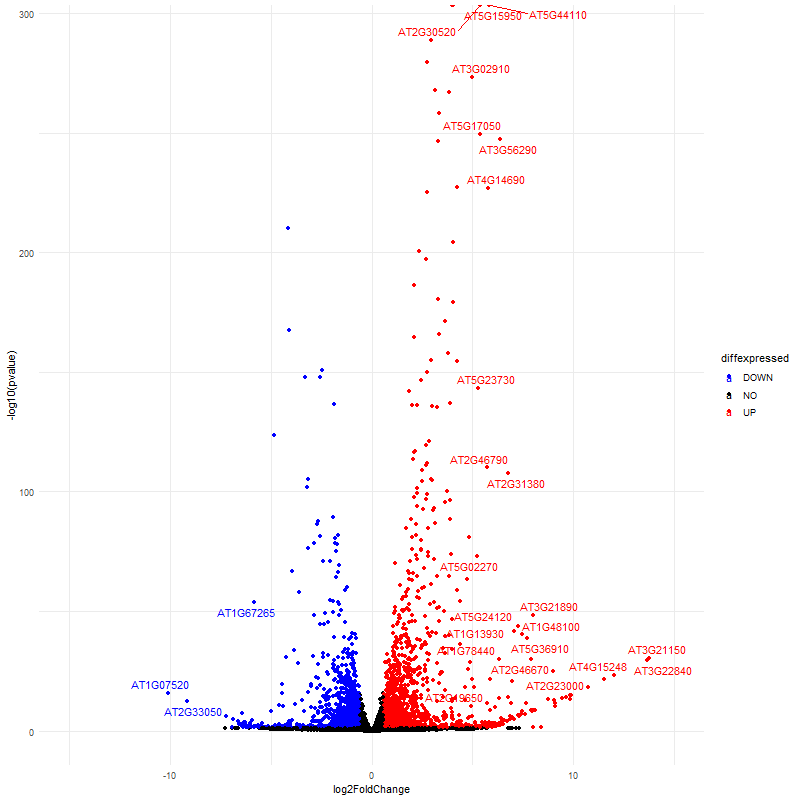 300
AT5G15950
AT5G44110
AT2G30520
AT3G02910
AT5G17050
AT3G56290
AT4G14690
200
-log10(pvalue)
AT5G23730
diffexpressed
a DOWN
a NO
a UP
AT2G46790
AT2G31380
100
AT5G02270
AT1G67265
AT3G21890
AT5G24120
AT1G48100
AT1G13930
AT1G78440
AT5G36910
AT3G21150
AT2G46670
AT4G15248
AT3G22840
AT1G07520
AT2G23000
AT2G33050
0
-10
0
10
log2FoldChange